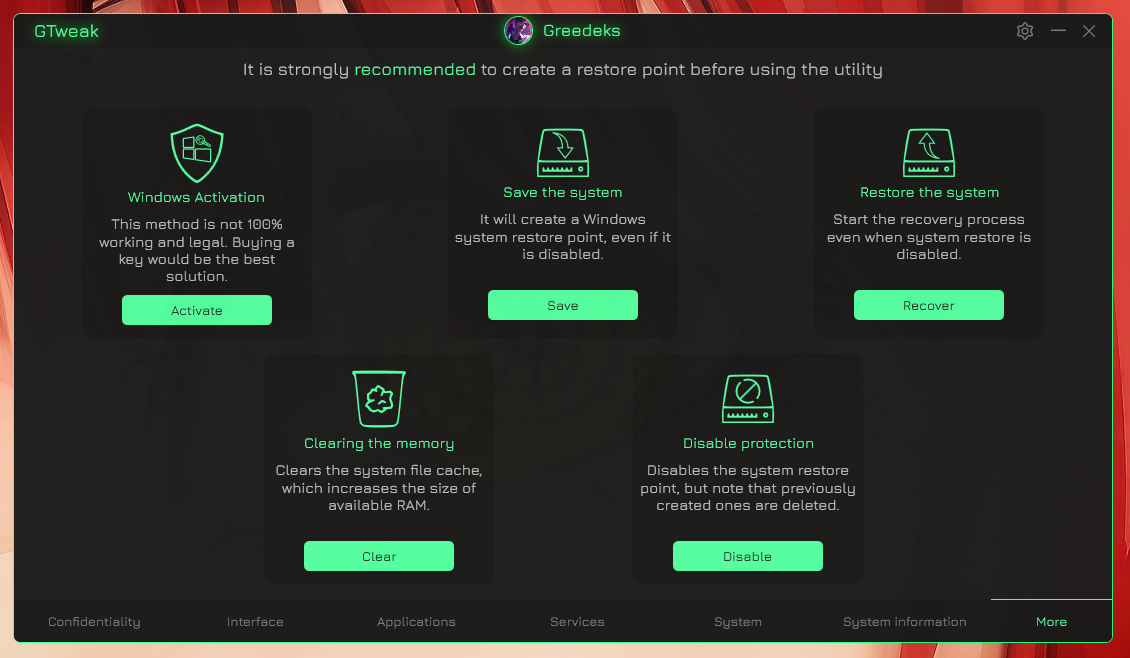 GTweak
Greedeks
It is strongly recommended to create a restore point before using the utility
Windows Activation
This method is not 100%
working and legal. Buying a
key would be the best
solution.
Activate
Save the system
It will create a Windows
system restore point, even if it
is disabled.
Save
Restore the system
Start the recovery process
even when system restore is
disabled.
Recover
Clearing the memory
Clears the system file cache,
which increases the size of
available RAM.
Clear
Disable protection
Disables the system restore
point, but note that previously
created ones are deleted.
Disable
Confidentiality
Interface
Applications
Services
System
System information
More